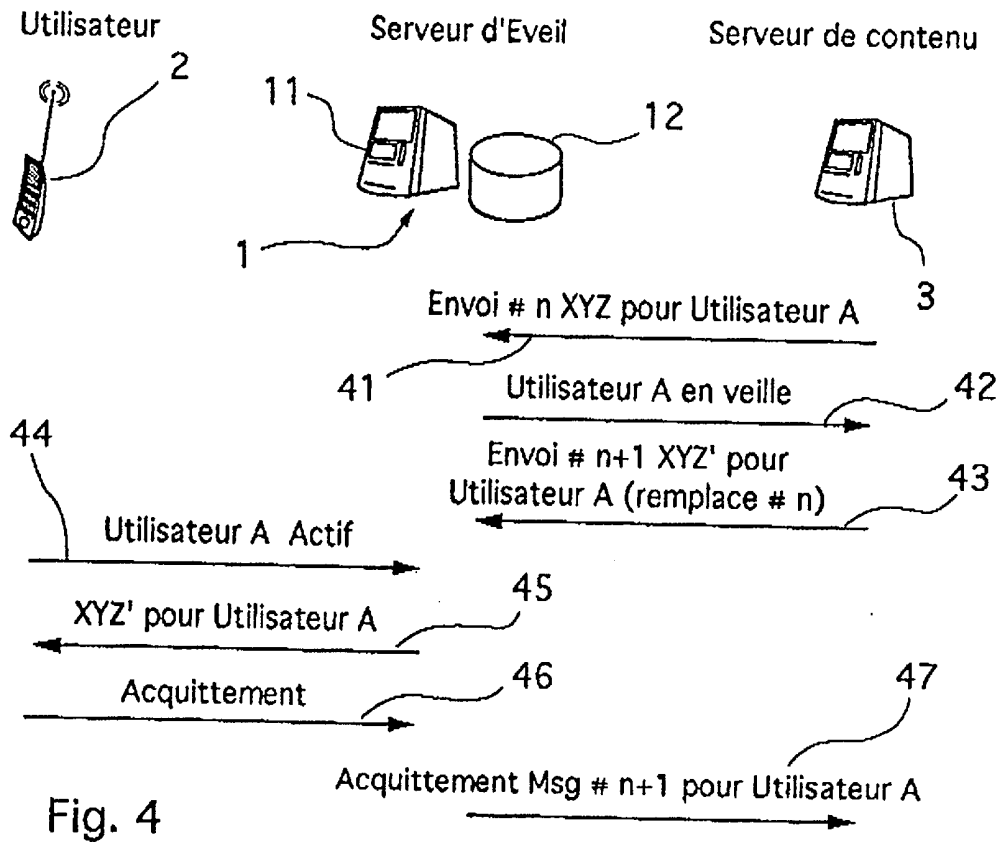 Utilisateur
Serveur d'Eveil
Serveur de contenu
2
11
12
1
3
Envoi # n XYZ pour Utilisateur A
41
Utilisateur A en veille
42
44
Envoi # n+1 XYZ' pour
Utilisateur A (remplace # n)
43
Utilisateur A Actif
XYZ' pour Utilisateur A
45
Acquittement
46
47
Acquittement Msg # n+1 pour Utilisateur A
Fig. 4